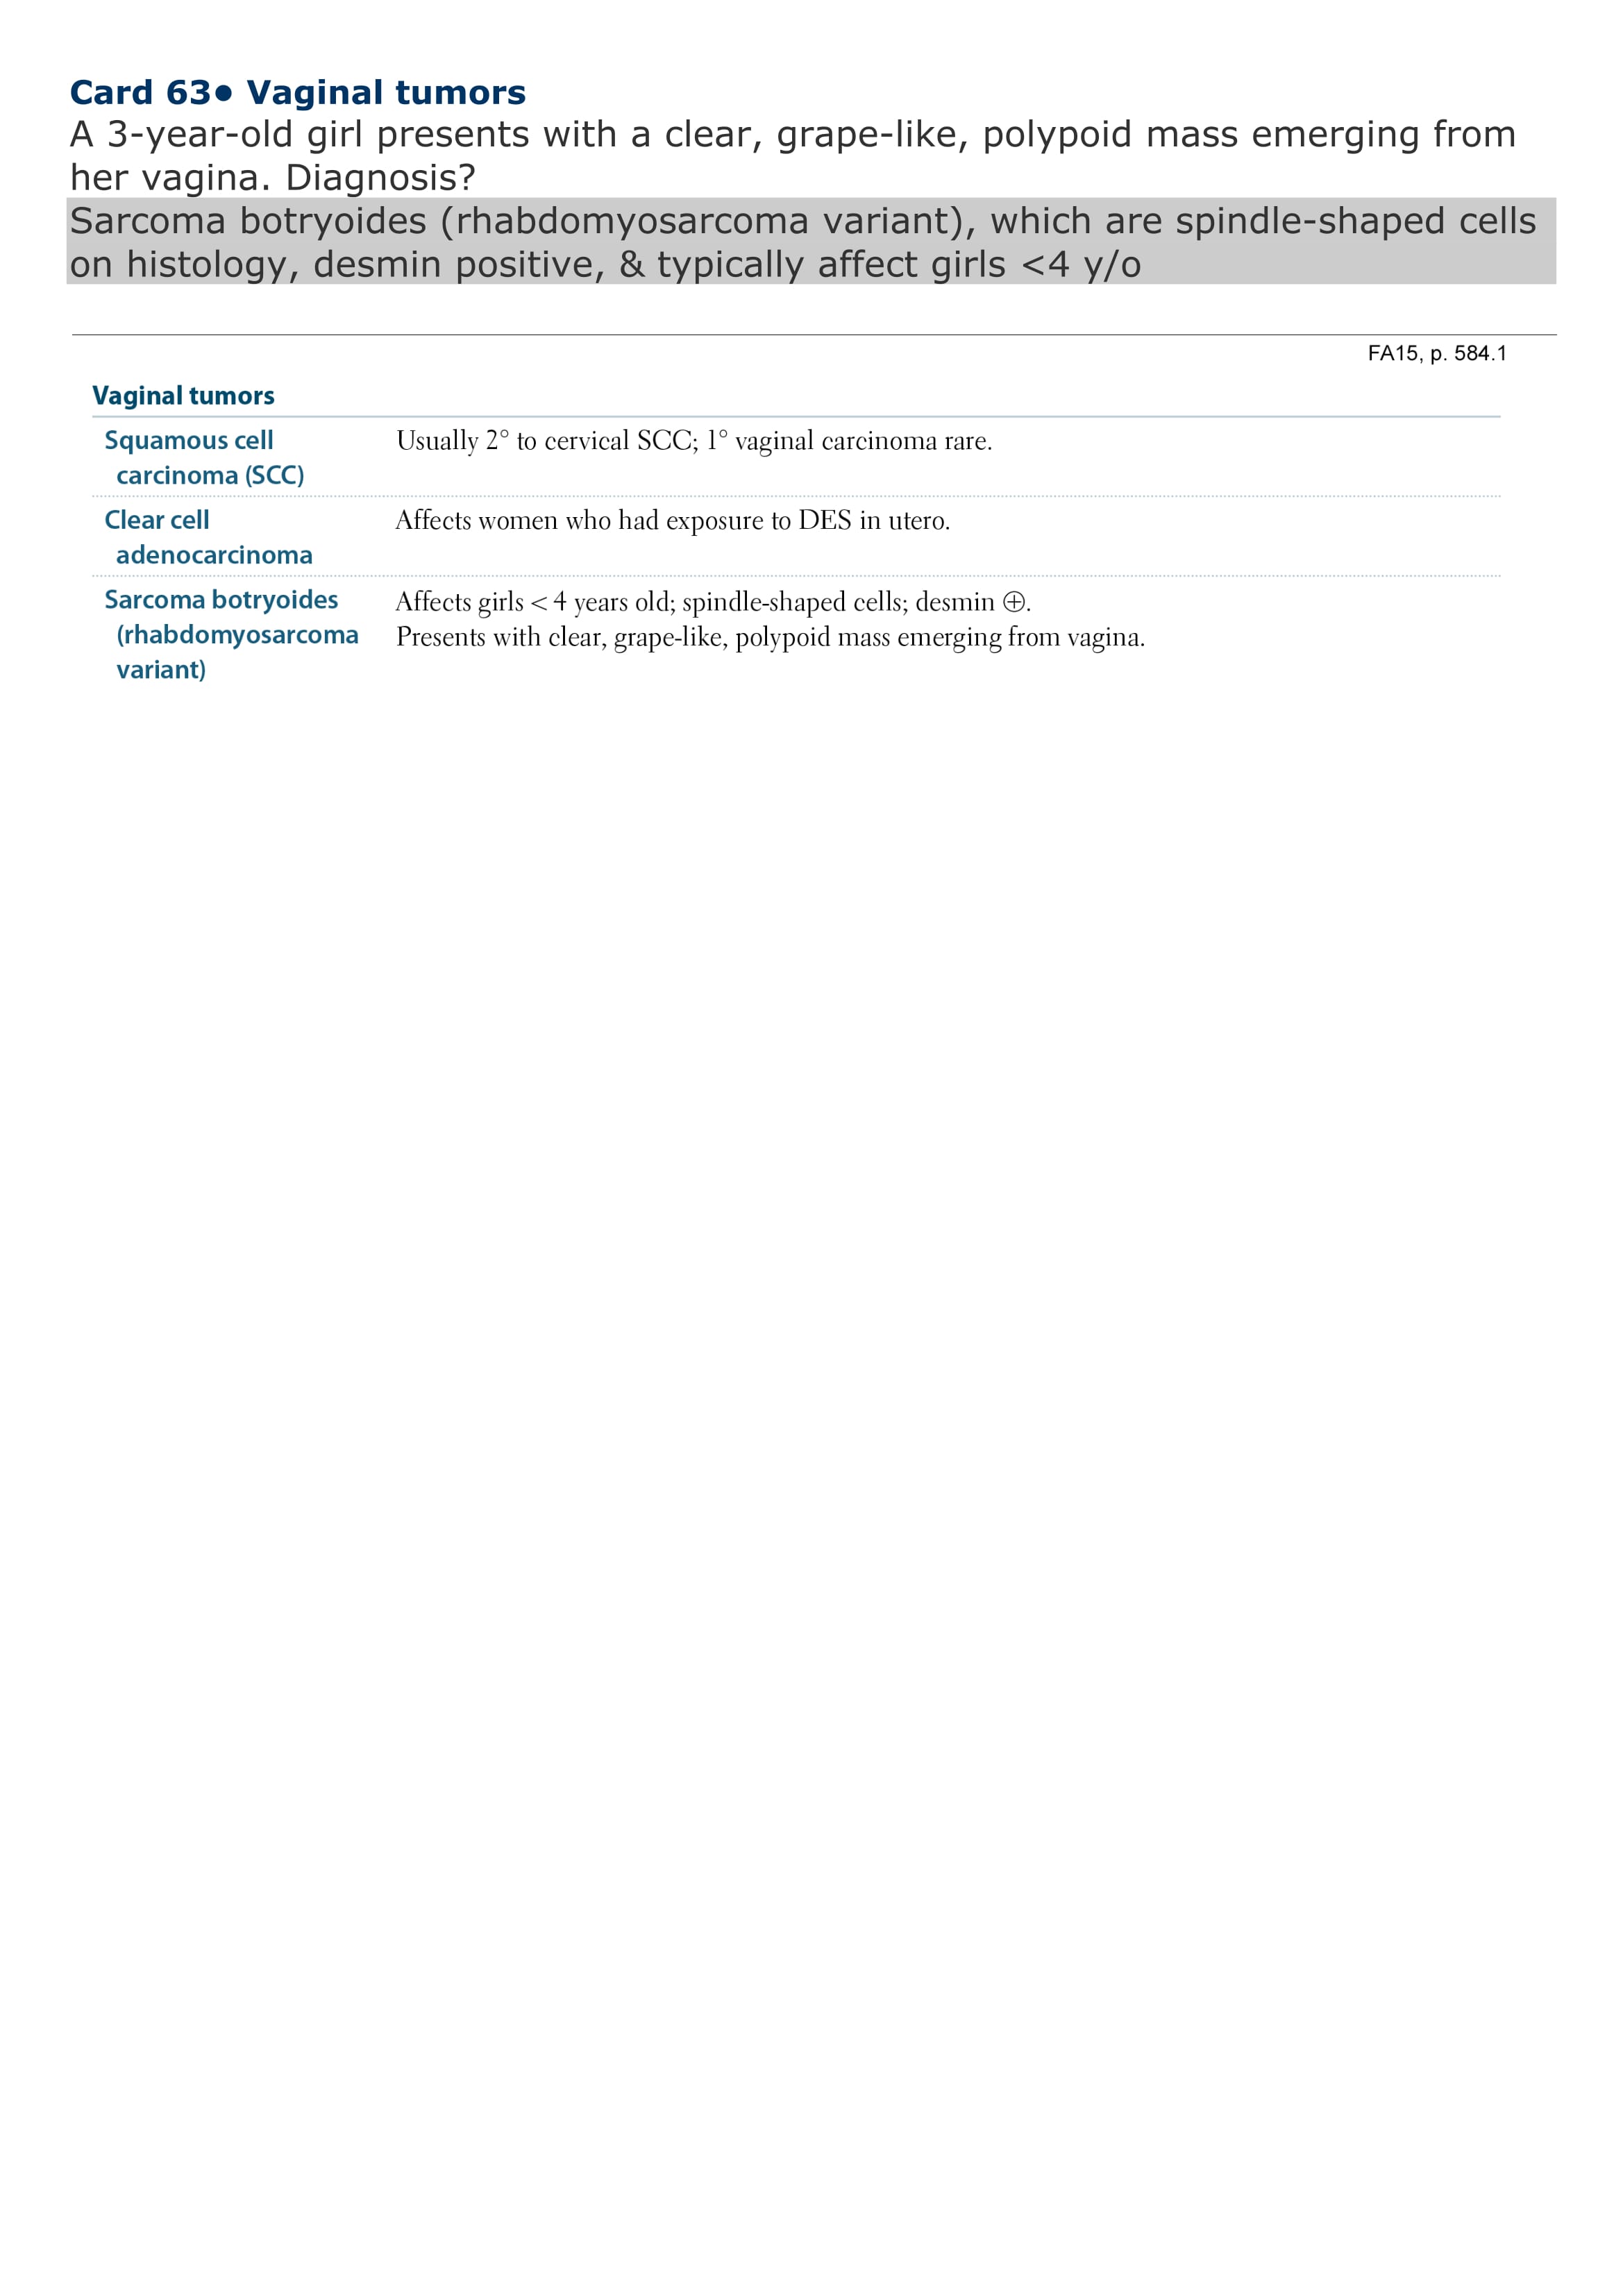 Card 63• Vaginal tumors
A 3-year-old girl presents with a clear, grape-like, polypoid mass emerging from
her vagina. Diagnosis?
Sarcoma botryoides (rhabdomyosarcoma variant), which are spindle-shaped cells
on histology, desmin positive, & typically affect girls <4 y/o
FA15, p. 584.1
Vaginal tumors
Squamous cell
carcinoma (SCC)
Usually 2° to cervical SCC; 1° vaginal carcinoma rare.
Clear cell
adenocarcinoma
Affects women who had exposure to DES in utero.
Sarcoma botryoides
(rhabdomyosarcoma
variant)
Affects girls < 4 years old; spindle-shaped cells; desmin ⊕.
Presents with clear, grape-like, polypoid mass emerging from vagina.